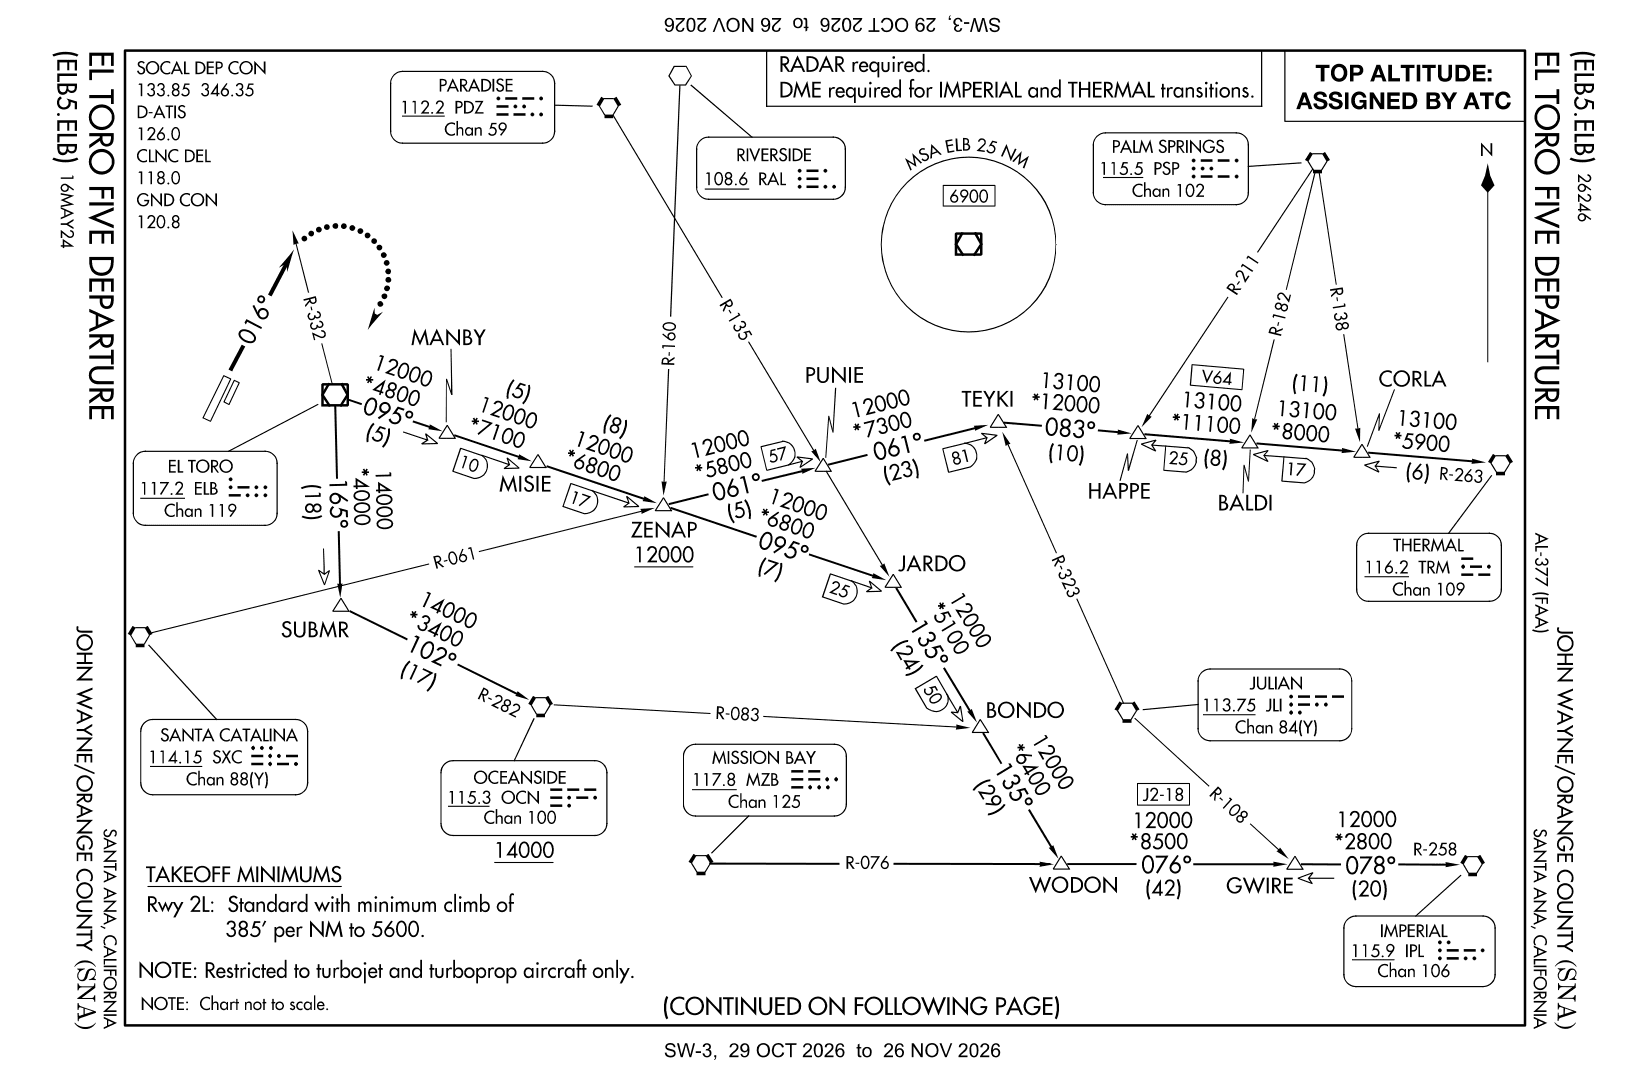 SW-3, 29 OCT 2026 to 26 NOV 2026
EL TORO FIVE DEPARTURE
(ELB5.ELB) 16MAY24
EL TORO FIVE DEPARTURE
(ELB5.ELB) 26246
AL-377 (FAA)
JOHN WAYNE/ORANGE COUNTY (SNA)
SANTA ANA, CALIFORNIA
JOHN WAYNE/ORANGE COUNTY (SNA)
SANTA ANA, CALIFORNIA
SOCAL DEP CON
133.85 346.35
D-ATIS
126.0
CLNC DEL
118.0
GND CON
120.8
RADAR required.
DME required for IMPERIAL and THERMAL transitions.
TOP ALTITUDE:
ASSIGNED BY ATC
PARADISE
112.2 PDZ
Chan 59
RIVERSIDE
108.6 RAL
MSA ELB 25 NM
6900
PALM SPRINGS
115.5 PSP
Chan 102
N
016°
R-332
R-160
R-135
R-211
R-182
R-138
MANBY
12000
*4800
095°
(5)
(5)
12000
*7100
10
MISIE
(8)
12000
*6800
17
ZENAP
12000
12000
*5800
061°
(5)
57
PUNIE
12000
*7300
061°
(23)
81
TEYKI
13100
*12000
083°
(10)
HAPPE
V64
13100
*11100
25
(8)
BALDI
(11)
13100
*8000
17
CORLA
13100
*5900
(6)
R-263
THERMAL
116.2 TRM
Chan 109
EL TORO
117.2 ELB
Chan 119
14000
*4000
165°
(18)
R-061
SUBMR
14000
*3400
102°
(17)
R-282
12000
*6800
095°
(7)
25
JARDO
12000
*5100
135°
(24)
50
R-323
BONDO
R-083
12000
*6400
135°
(29)
SANTA CATALINA
114.15 SXC
Chan 88(Y)
OCEANSIDE
115.3 OCN
Chan 100
14000
MISSION BAY
117.8 MZB
Chan 125
JULIAN
113.75 JLI
Chan 84(Y)
R-108
R-076
WODON
J2-18
12000
*8500
076°
(42)
GWIRE
12000
*2800
078°
(20)
R-258
IMPERIAL
115.9 IPL
Chan 106
TAKEOFF MINIMUMS
Rwy 2L: Standard with minimum climb of
385' per NM to 5600.
NOTE: Restricted to turbojet and turboprop aircraft only.
NOTE: Chart not to scale.
(CONTINUED ON FOLLOWING PAGE)
SW-3, 29 OCT 2026 to 26 NOV 2026